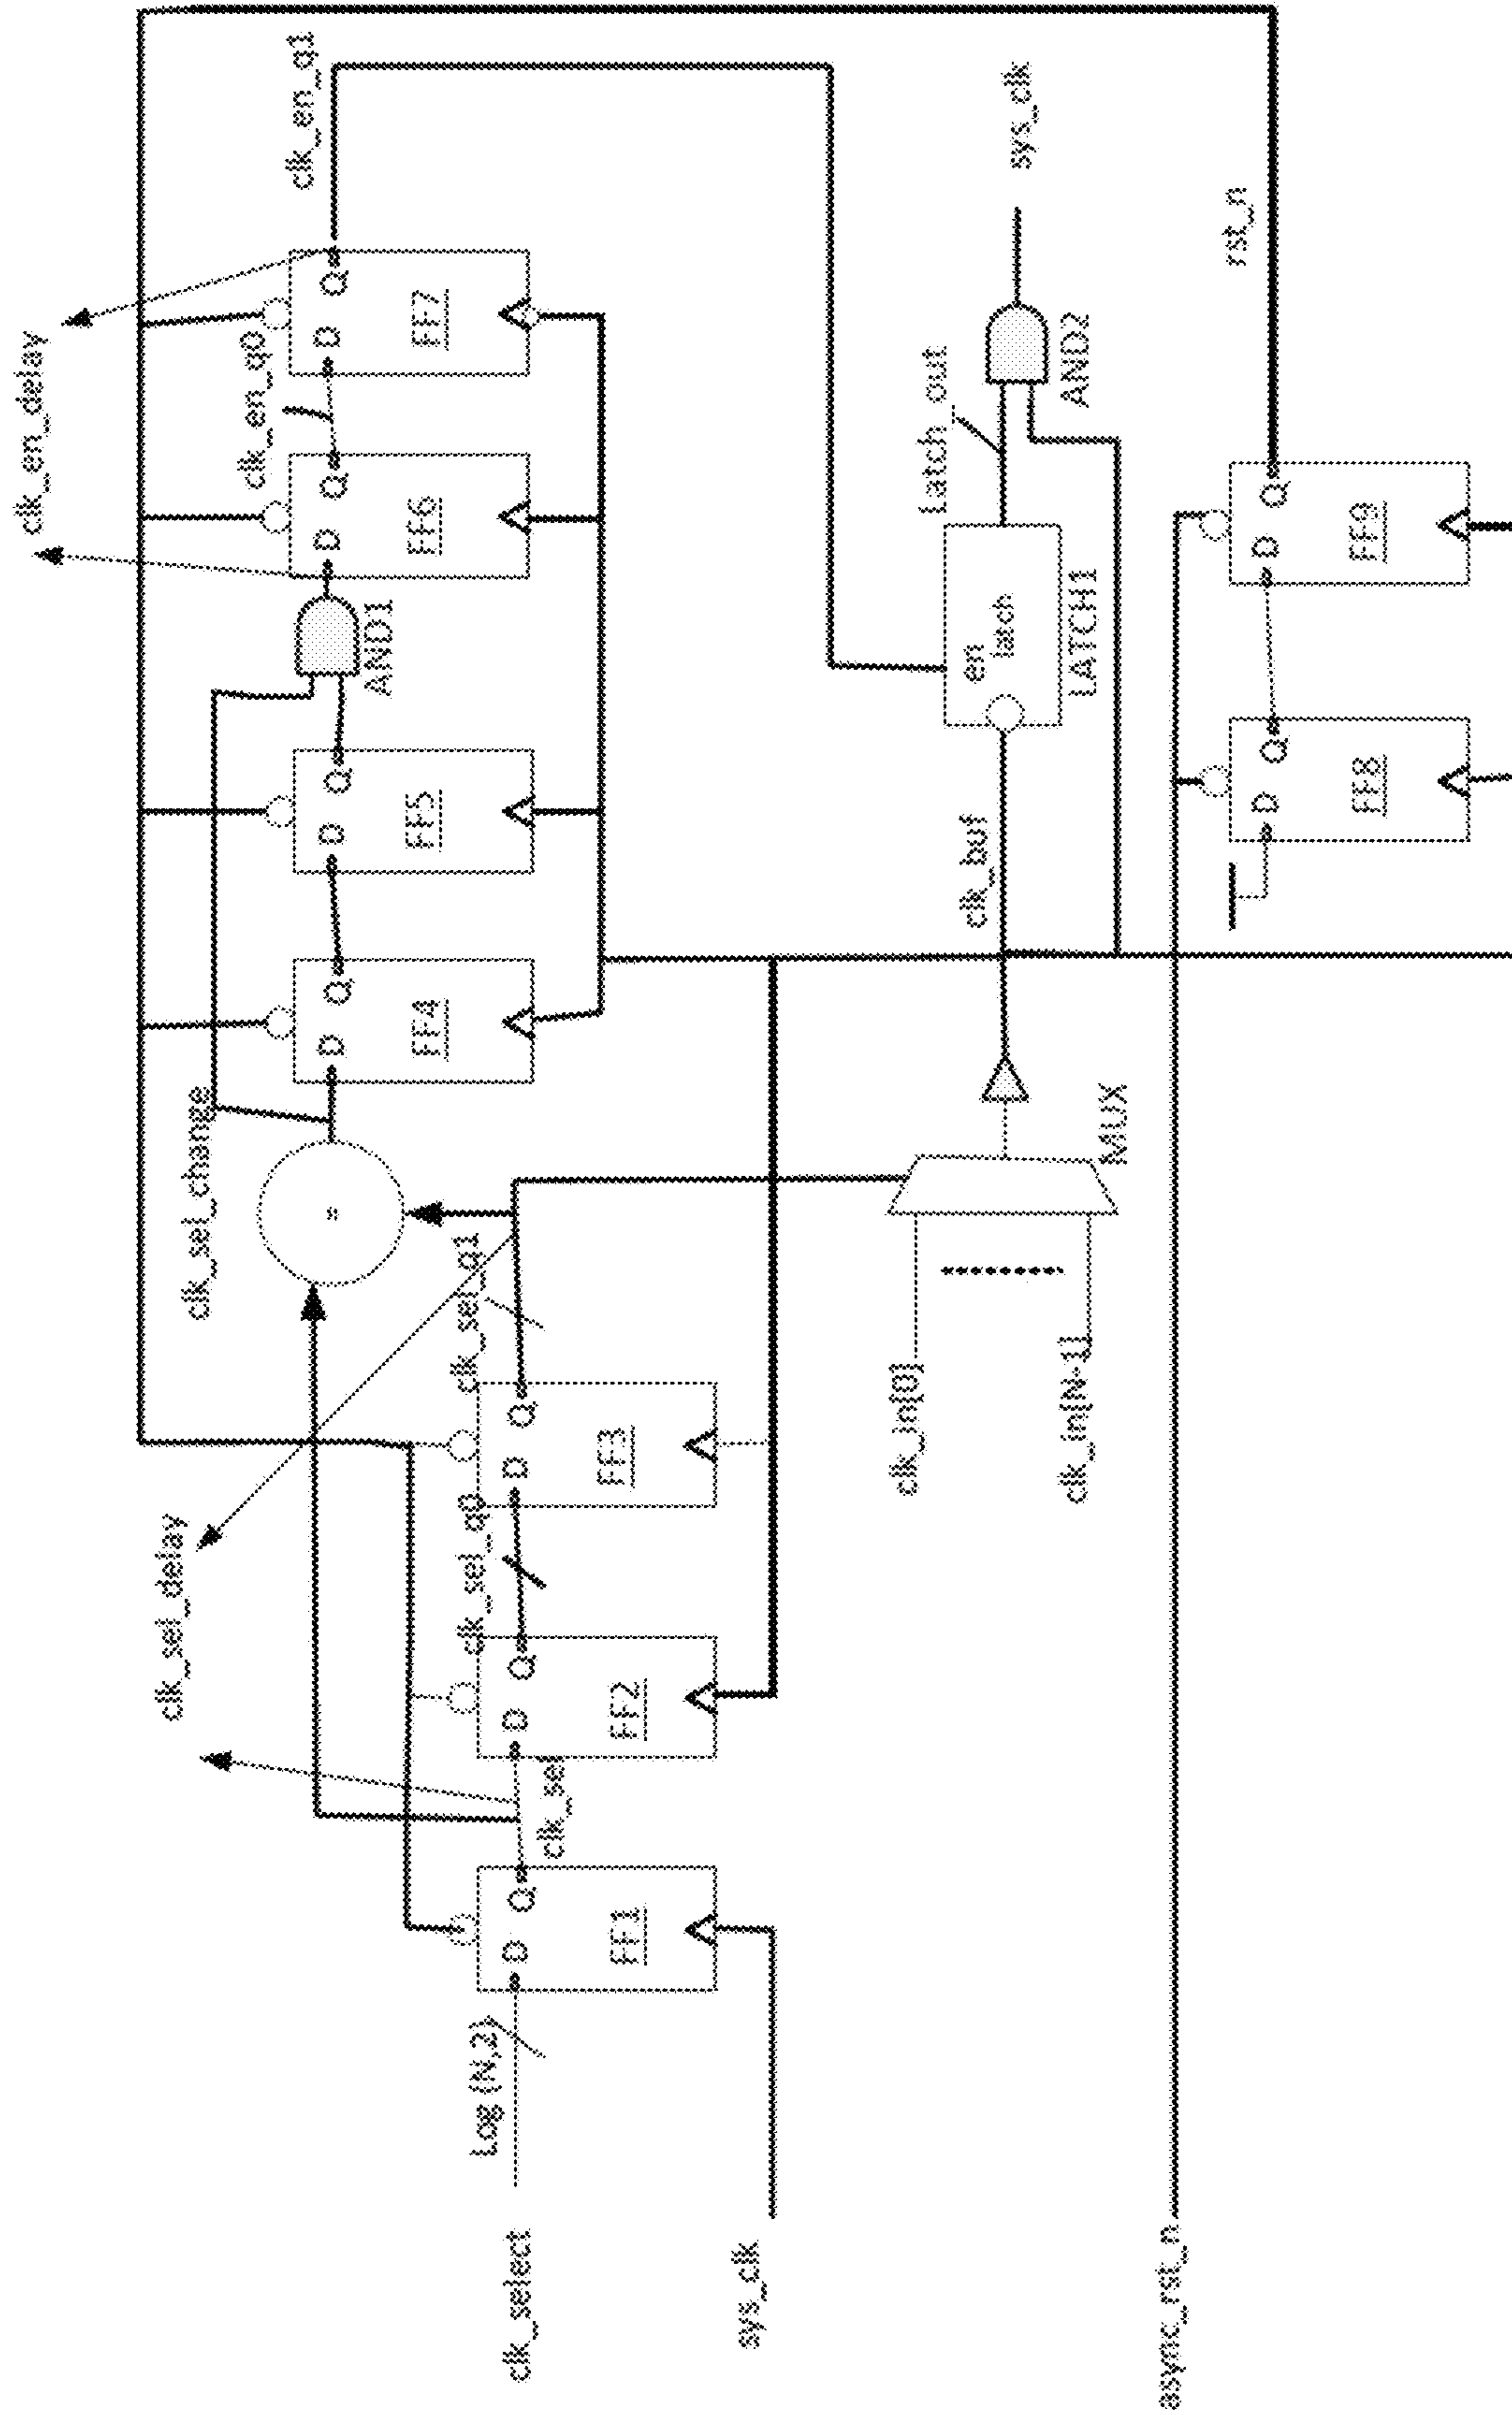 clk_en_delay
clk_sel_delay
clk_sel_change
clk_en_q0
clk_en_q1
=
D Q
FF4
D Q
FF5
AND1
D Q
FF6
D Q
FF7
clk_select
Log (N,2)
D Q
FF1
clk_sel
D Q
FF2
clk_sel_q0
D Q
FF3
clk_sel_q1
sys_clk
clk_in[0]
clk_in[N-1]
MUX
clk_buf
en
latch
LATCH1
Latch_out
AND2
sys_clk
async_rst_n
D Q
FF8
D Q
FF9
rst_n